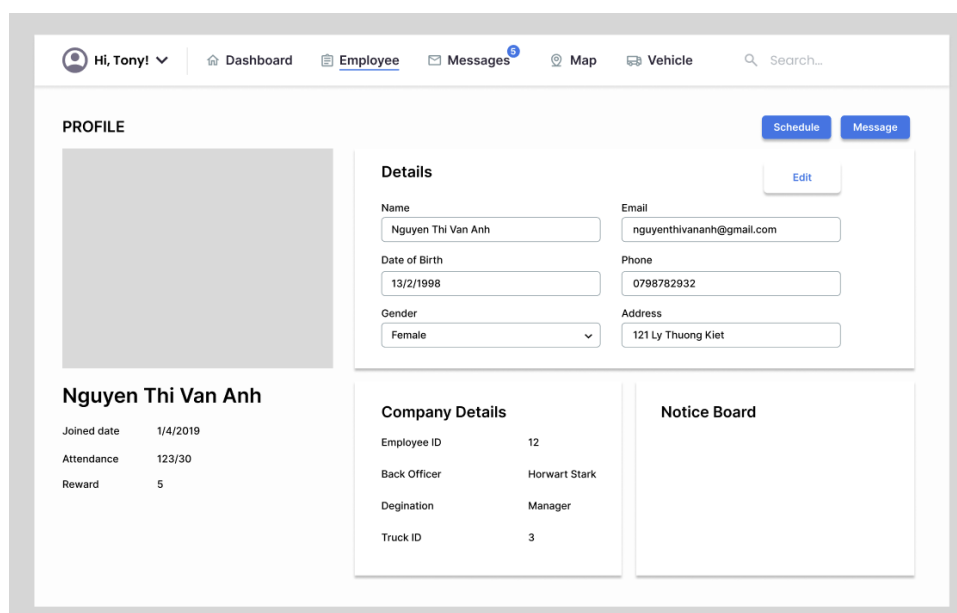 Hi, Tony! Dashboard Employee Messages 5 Map Vehicle Search...
PROFILE
Schedule Message
Details
Edit
Name Email
Nguyen Thi Van Anh nguyenthivananh@gmail.com
Date of Birth Phone
13/2/1998 0798782932
Gender Address
Female 121 Ly Thuong Kiet
Nguyen Thi Van Anh
Joined date 1/4/2019
Attendance 123/30
Reward 5
Company Details
Employee ID 12
Back Officer Horwart Stark
Degination Manager
Truck ID 3
Notice Board